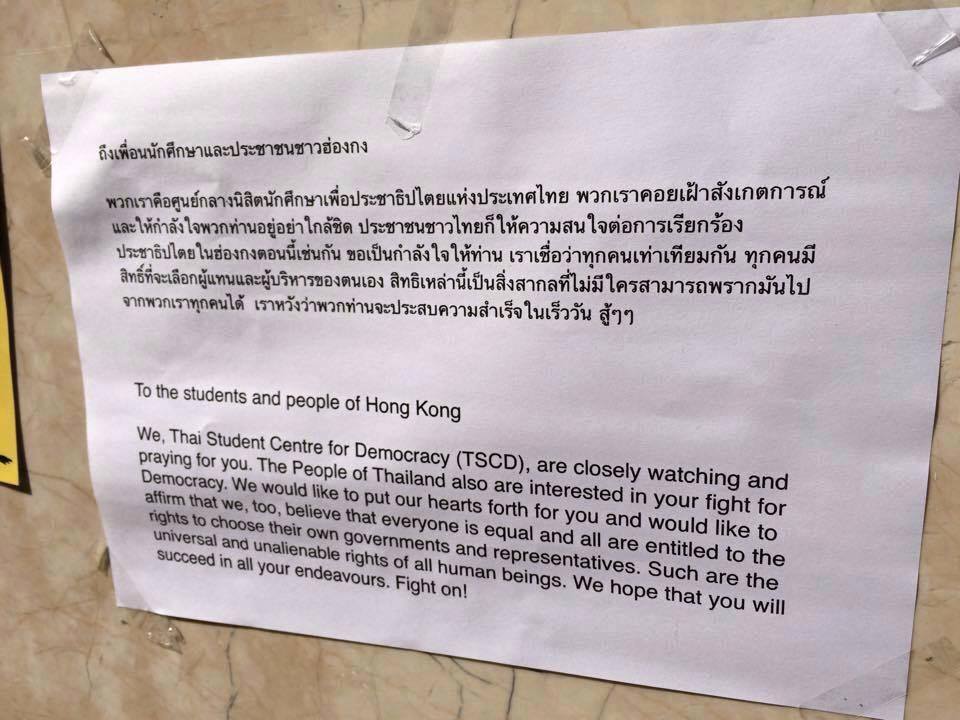 ถึงเพื่อนนักศึกษาและประชาชนชาวฮ่องกง
พวกเราคือศูนย์กลางนิสิตนักศึกษาเพื่อประชาธิปไตยแห่งประเทศไทย พวกเราคอยเฝ้าสังเกตการณ์
และให้กำลังใจพวกท่านอยู่อย่างใกล้ชิด ประชาชนชาวไทยก็ให้ความสนใจต่อการเรียกร้อง
ประชาธิปไตยในฮ่องกงตอนนี้เช่นกัน ขอเป็นกำลังใจให้ท่าน เราเชื่อว่าทุกคนเท่าเทียมกัน ทุกคนมี
สิทธิ์ที่จะเลือกผู้แทนและผู้บริหารของตนเอง สิทธิเหล่านี้เป็นสิ่งสากลที่ไม่มีใครสามารถพรากมันไป
จากพวกเราทุกคนได้ เราหวังว่าพวกท่านจะประสบความสำเร็จในเร็ววัน สู้ๆๆ
To the students and people of Hong Kong
We, Thai Student Centre for Democracy (TSCD), are closely watching and
praying for you. The People of Thailand also are interested in your fight for
Democracy. We would like to put our hearts forth for you and would like to
affirm that we, too, believe that everyone is equal and all are entitled to the
rights to choose their own governments and representatives. Such are the
universal and unalienable rights of all human beings. We hope that you will
succeed in all your endeavours. Fight on!